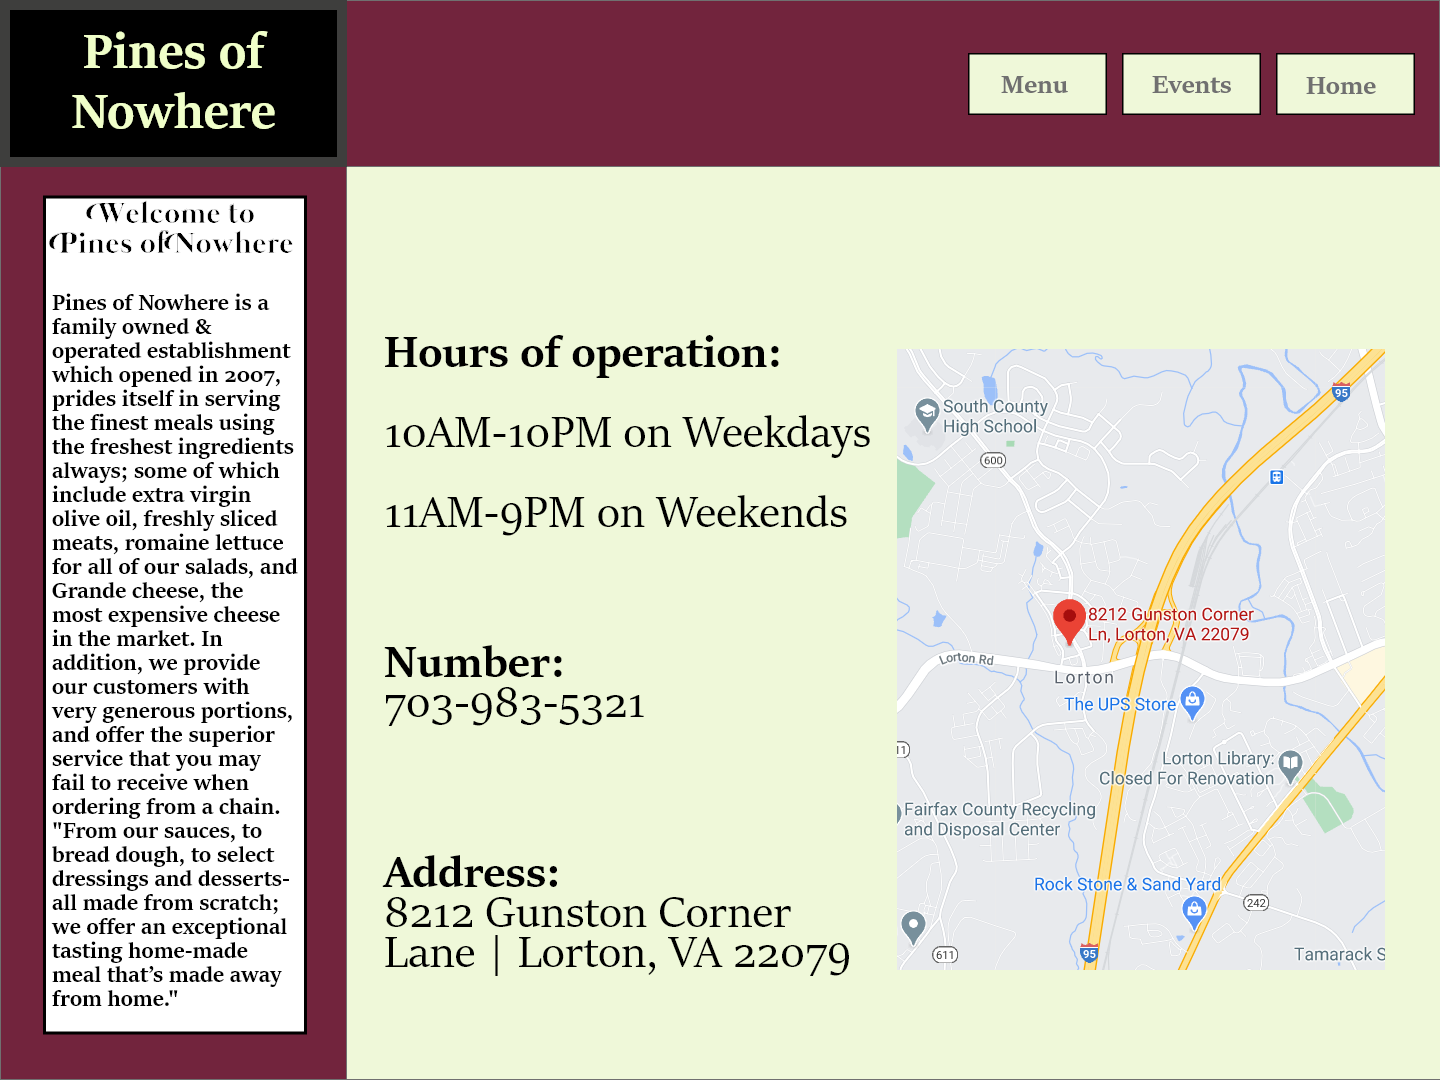 Pines of
Nowhere
Menu
Events
Home
Welcome to
Pines of Nowhere
Pines of Nowhere is a
family owned &
operated establishment
which opened in 2007,
prides itself in serving
the finest meals using
the freshest ingredients
always; some of which
include extra virgin
olive oil, freshly sliced
meats, romaine lettuce
for all of our salads, and
Grande cheese, the
most expensive cheese
in the market. In
addition, we provide
our customers with
very generous portions,
and offer the superior
service that you may
fail to receive when
ordering from a chain.
"From our sauces, to
bread dough, to select
dressings and desserts-
all made from scratch;
we offer an exceptional
tasting home-made
meal that’s made away
from home."
Hours of operation:
10AM-10PM on Weekdays
11AM-9PM on Weekends
Number:
703-983-5321
Address:
8212 Gunston Corner
Lane | Lorton, VA 22079
95
South County
High School
600
8212 Gunston Corner
Ln, Lorton, VA 22079
Lorton Rd
Lorton
The UPS Store
11
Lorton Library:
Closed For Renovation
Fairfax County Recycling
and Disposal Center
Rock Stone & Sand Yard
242
611
95
Tamarack S